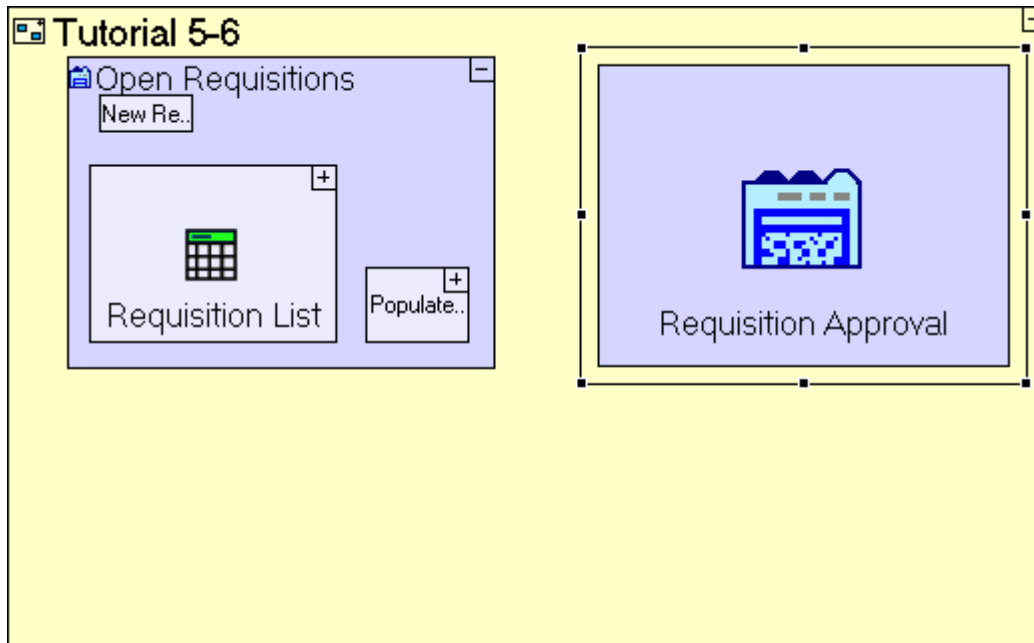 Tutorial 5-6
Open Requisitions
New Re..
Requisition List
Populate..
Requisition Approval